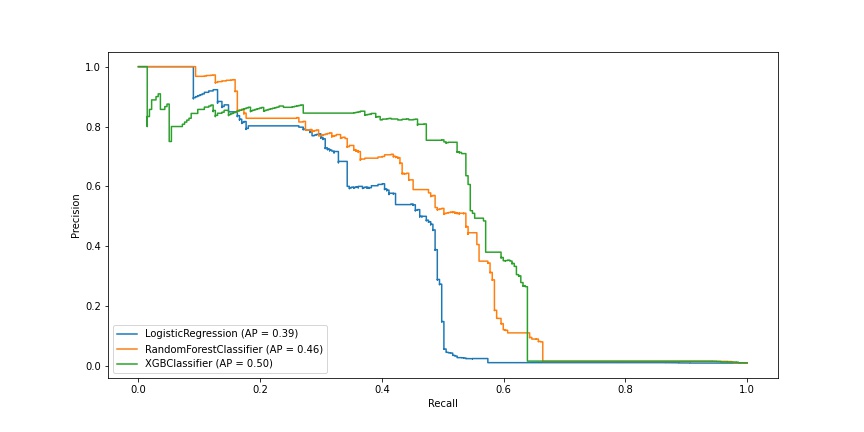 1.0
0.8
0.6
0.4
0.2
0.0
Precision
LogisticRegression (AP = 0.39)
RandomForestClassifier (AP = 0.46)
XGBClassifier (AP = 0.50)
0.0 0.2 0.4 0.6 0.8 1.0
Recall